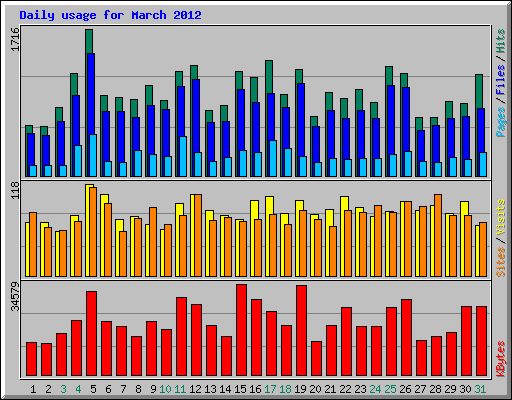 Daily usage for March 2012
1716
Pages / Files / Hits
118
Sites / Visits
34579
KBytes
1 2 3 4 5 6 7 8 9 10 11 12 13 14 15 16 17 18 19 20 21 22 23 24 25 26 27 28 29 30 31